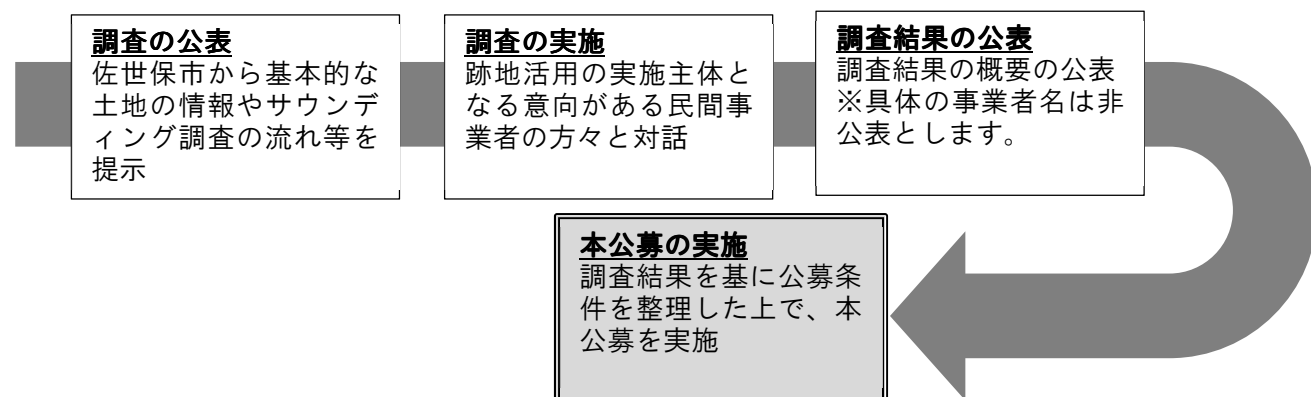 調査の公表
佐世保市から基本的な
土地の情報やサウンデ
ィング調査の流れ等を
提示
調査の実施
跡地活用の実施主体と
なる意向がある民間事
業者の方々と対話
調査結果の公表
調査結果の概要の公表
※具体の事業者名は非
公表とします。
本公募の実施
調査結果を基に公募条
件を整理した上で、本
公募を実施